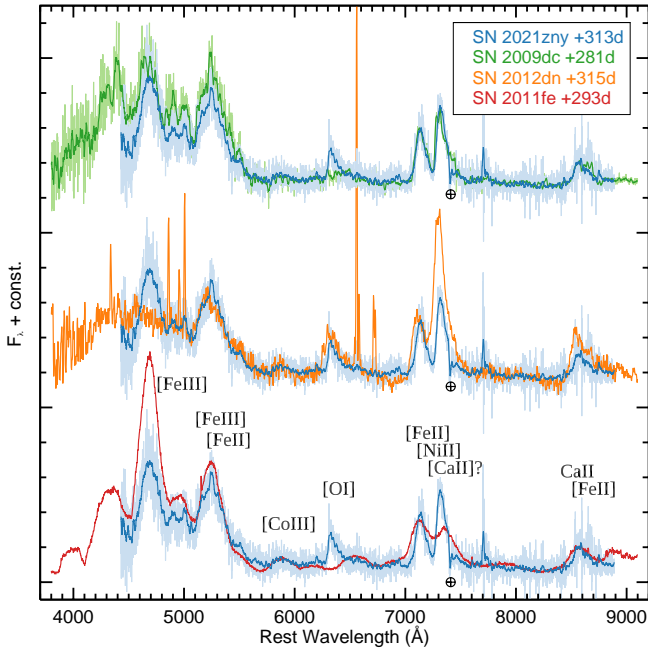 SN 2021zny +313d
SN 2009dc +281d
SN 2012dn +315d
SN 2011fe +293d
⊕
⊕
[FeIII]
[FeIII]
[FeII]
[FeII]
[NiII]
[CaII]?
[OI]
[CoIII]
CaII
[FeII]
⊕
F_λ + const.
4000 5000 6000 7000 8000 9000
Rest Wavelength (Å)